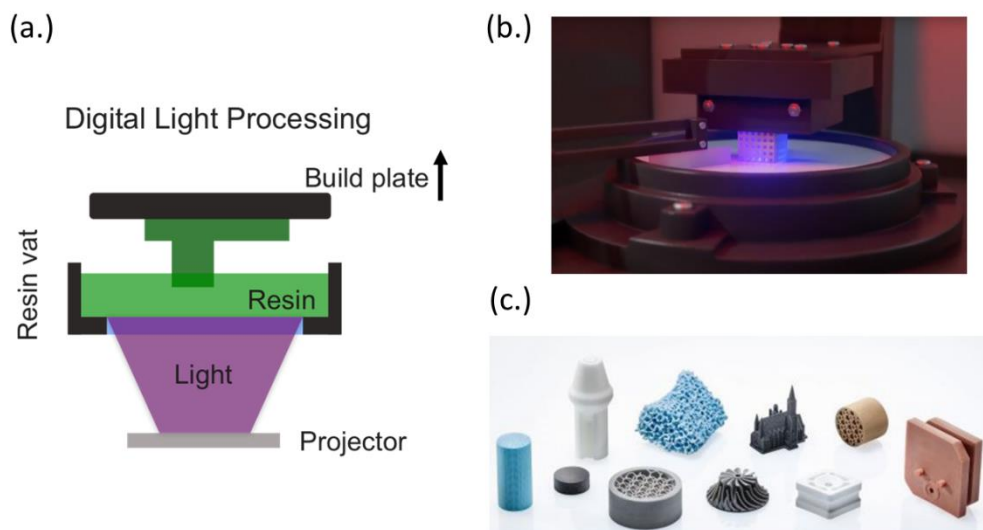 (a.)
Digital Light Processing
Build plate
Resin vat
Resin
Light
Projector
(b.)
(c.)